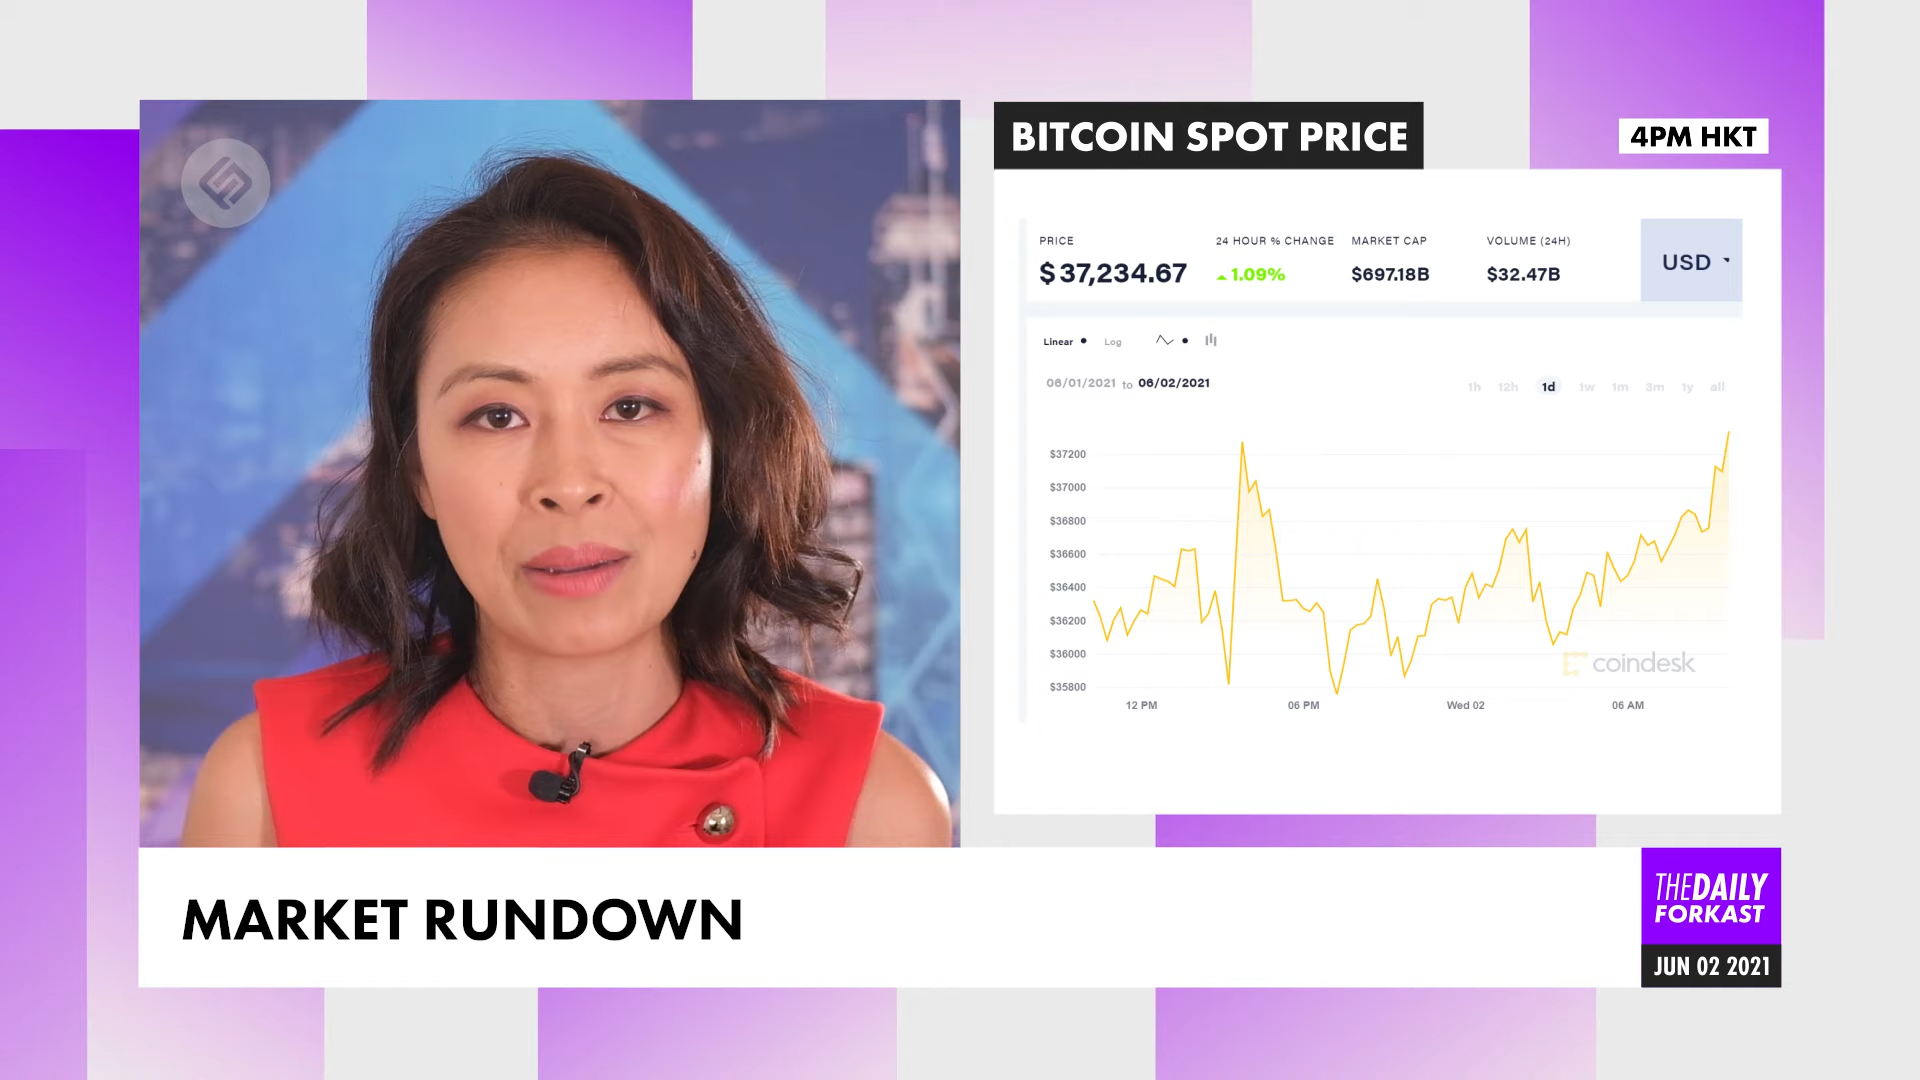 BITCOIN SPOT PRICE
4PM HKT
PRICE
24 HOUR % CHANGE
MARKET CAP
VOLUME (24H)
$37,234.67
1.09%
$697.18B
$32.47B
USD
Linear
Log
06/01/2021 to 06/02/2021
1h 12h 1d 1w 1m 3m 1y all
$37200
$37000
$36800
$36600
$36400
$36200
$36000
$35800
coindesk
12 PM
06 PM
Wed 02
06 AM
MARKET RUNDOWN
THE DAILY
FORKAST
JUN 02 2021